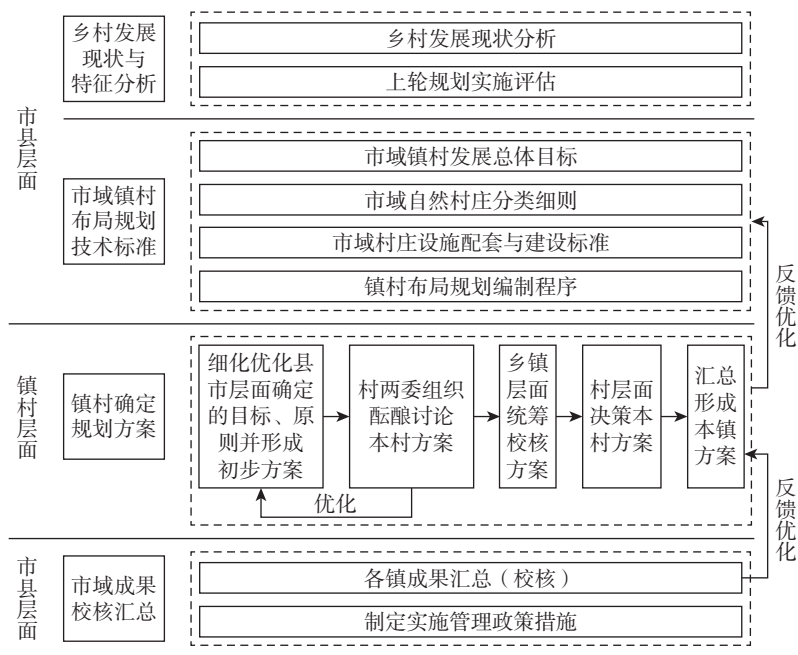 市县层面
乡村发展
现状与
特征分析
乡村发展现状分析
上轮规划实施评估
市域镇村
布局规划
技术标准
市域镇村发展总体目标
市域自然村庄分类细则
市域村庄设施配套与建设标准
镇村布局规划编制程序
反馈优化
镇村层面
镇村确定
规划方案
细化优化县
市层面确定
的目标、原
则并形成
初步方案
村两委组织
酝酿讨论
本村方案
乡镇
层面
统筹
校核
方案
村层面
决策本
村方案
汇总
形成
本镇
方案
优化
反馈优化
市县层面
市域成果
校核汇总
各镇成果汇总（校核）
制定实施管理政策措施